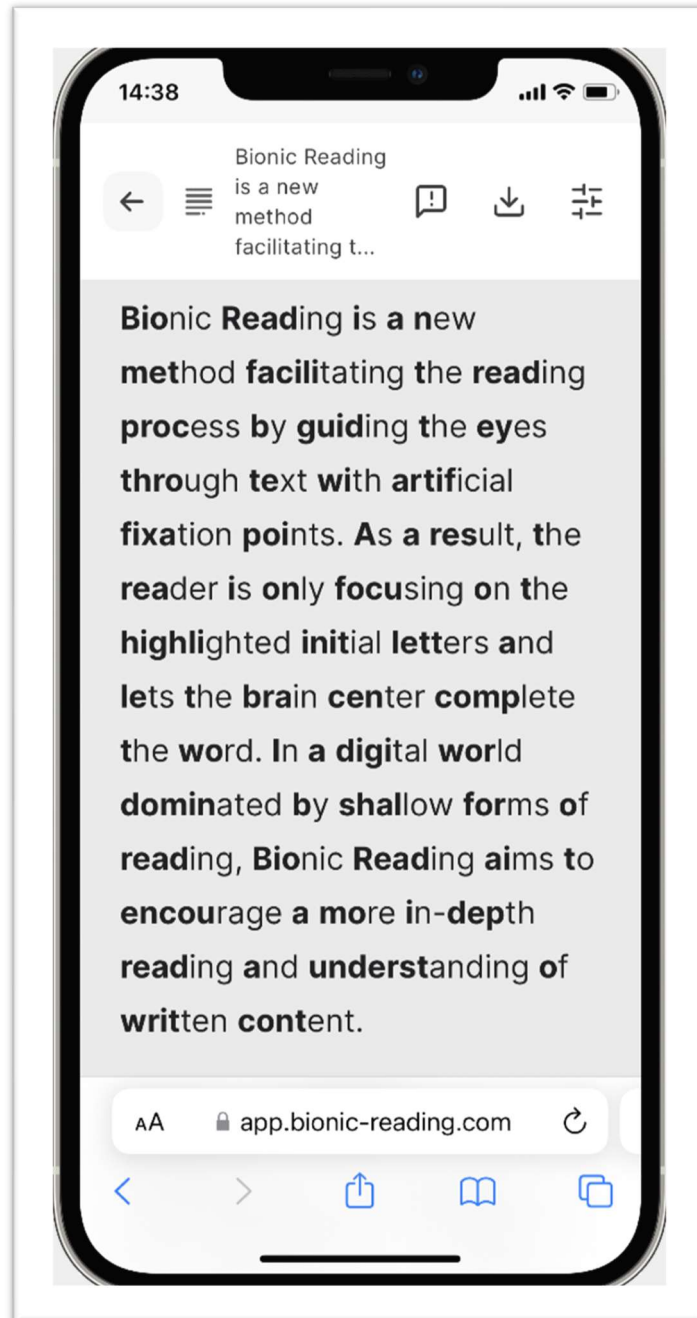 14:38
Bionic Reading
is a new
method
facilitating t...
Bionic Reading is a new
method facilitating the reading
process by guiding the eyes
through text with artificial
fixation points. As a result, the
reader is only focusing on the
highlighted initial letters and
lets the brain center complete
the word. In a digital world
dominated by shallow forms of
reading, Bionic Reading aims to
encourage a more in-depth
reading and understanding of
written content.
AA app.bionic-reading.com